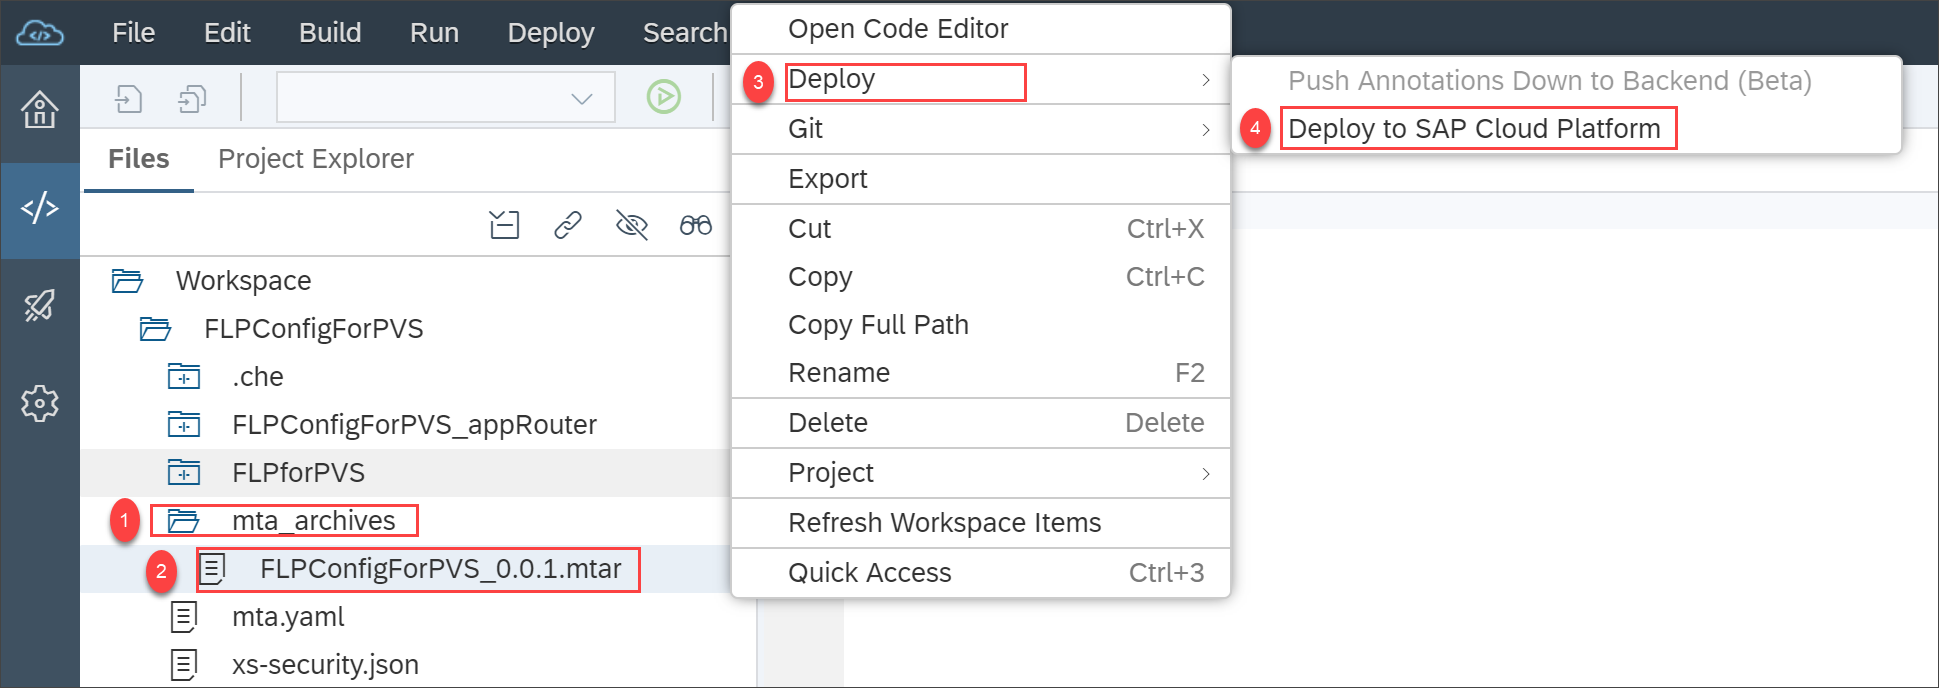 File Edit Build Run Deploy Search
Files Project Explorer
Workspace
FLPConfigForPVS
.che
FLPConfigForPVS_appRouter
FLPforPVS
1 mta_archives
2 FLPConfigForPVS_0.0.1.mtar
mta.yaml
xs-security.json
Open Code Editor
3 Deploy
Git
Export
Cut Ctrl+X
Copy Ctrl+C
Copy Full Path
Rename F2
Delete Delete
Project
Refresh Workspace Items
Quick Access Ctrl+3
Push Annotations Down to Backend (Beta)
4 Deploy to SAP Cloud Platform